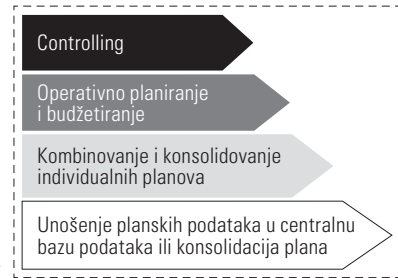 Controlling
Operativno planiranje
i budžetiranje
Kombinovanje i konsolidovanje
individualnih planova
Unošenje planskih podataka u centralnu
bazu podataka ili konsolidacija plana